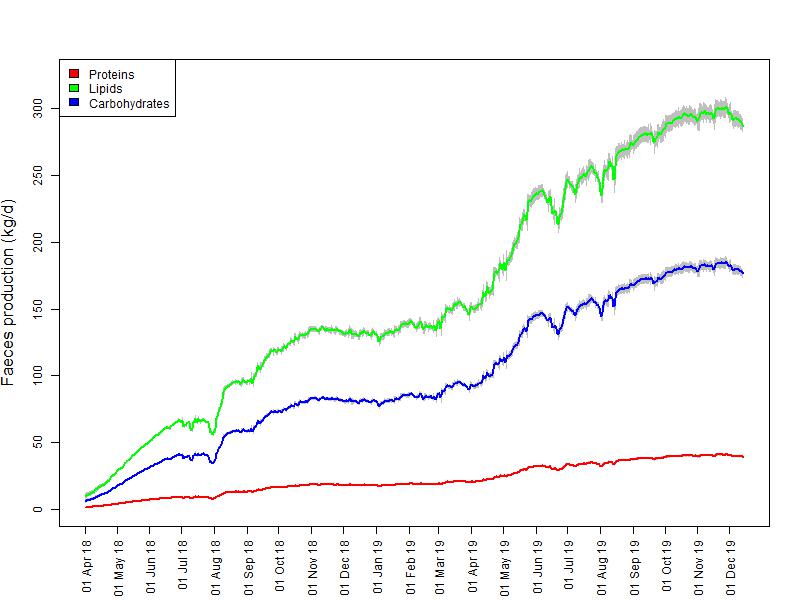 Proteins
Lipids
Carbohydrates
Faeces production (kg/d)
300
250
200
150
100
50
0
01 Apr 18
01 May 18
01 Jun 18
01 Jul 18
01 Aug 18
01 Sep 18
01 Oct 18
01 Nov 18
01 Dec 18
01 Jan 19
01 Feb 19
01 Mar 19
01 Apr 19
01 May 19
01 Jun 19
01 Jul 19
01 Aug 19
01 Sep 19
01 Oct 19
01 Nov 19
01 Dec 19